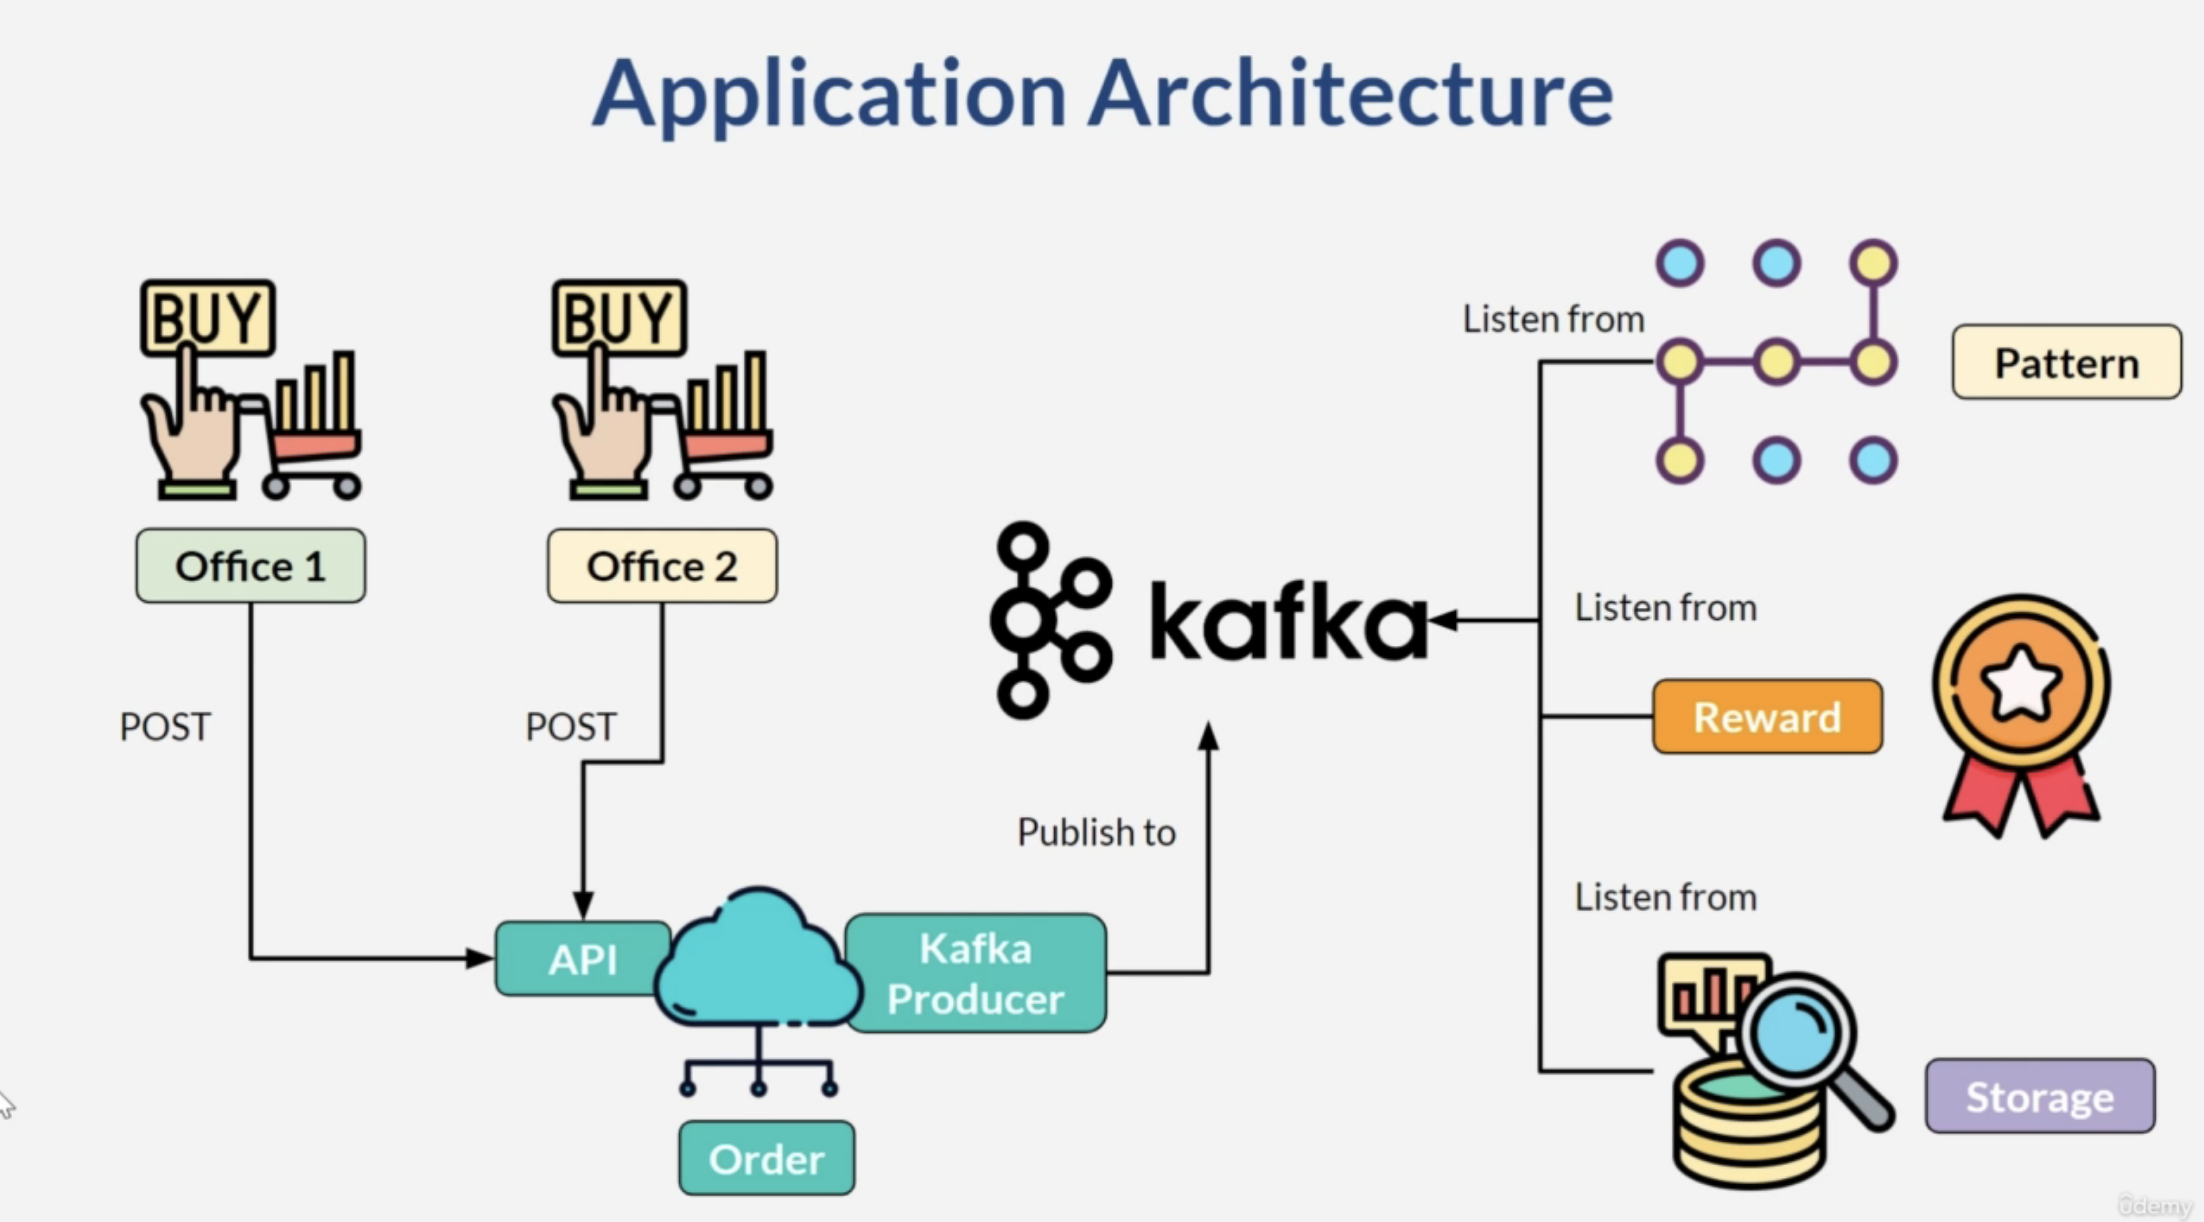 Application Architecture
BUY
BUY
Office 1
Office 2
POST
POST
API
Kafka
Producer
Order
Publish to
kafka
Listen from
Pattern
Listen from
Reward
Listen from
Storage
ûdemy